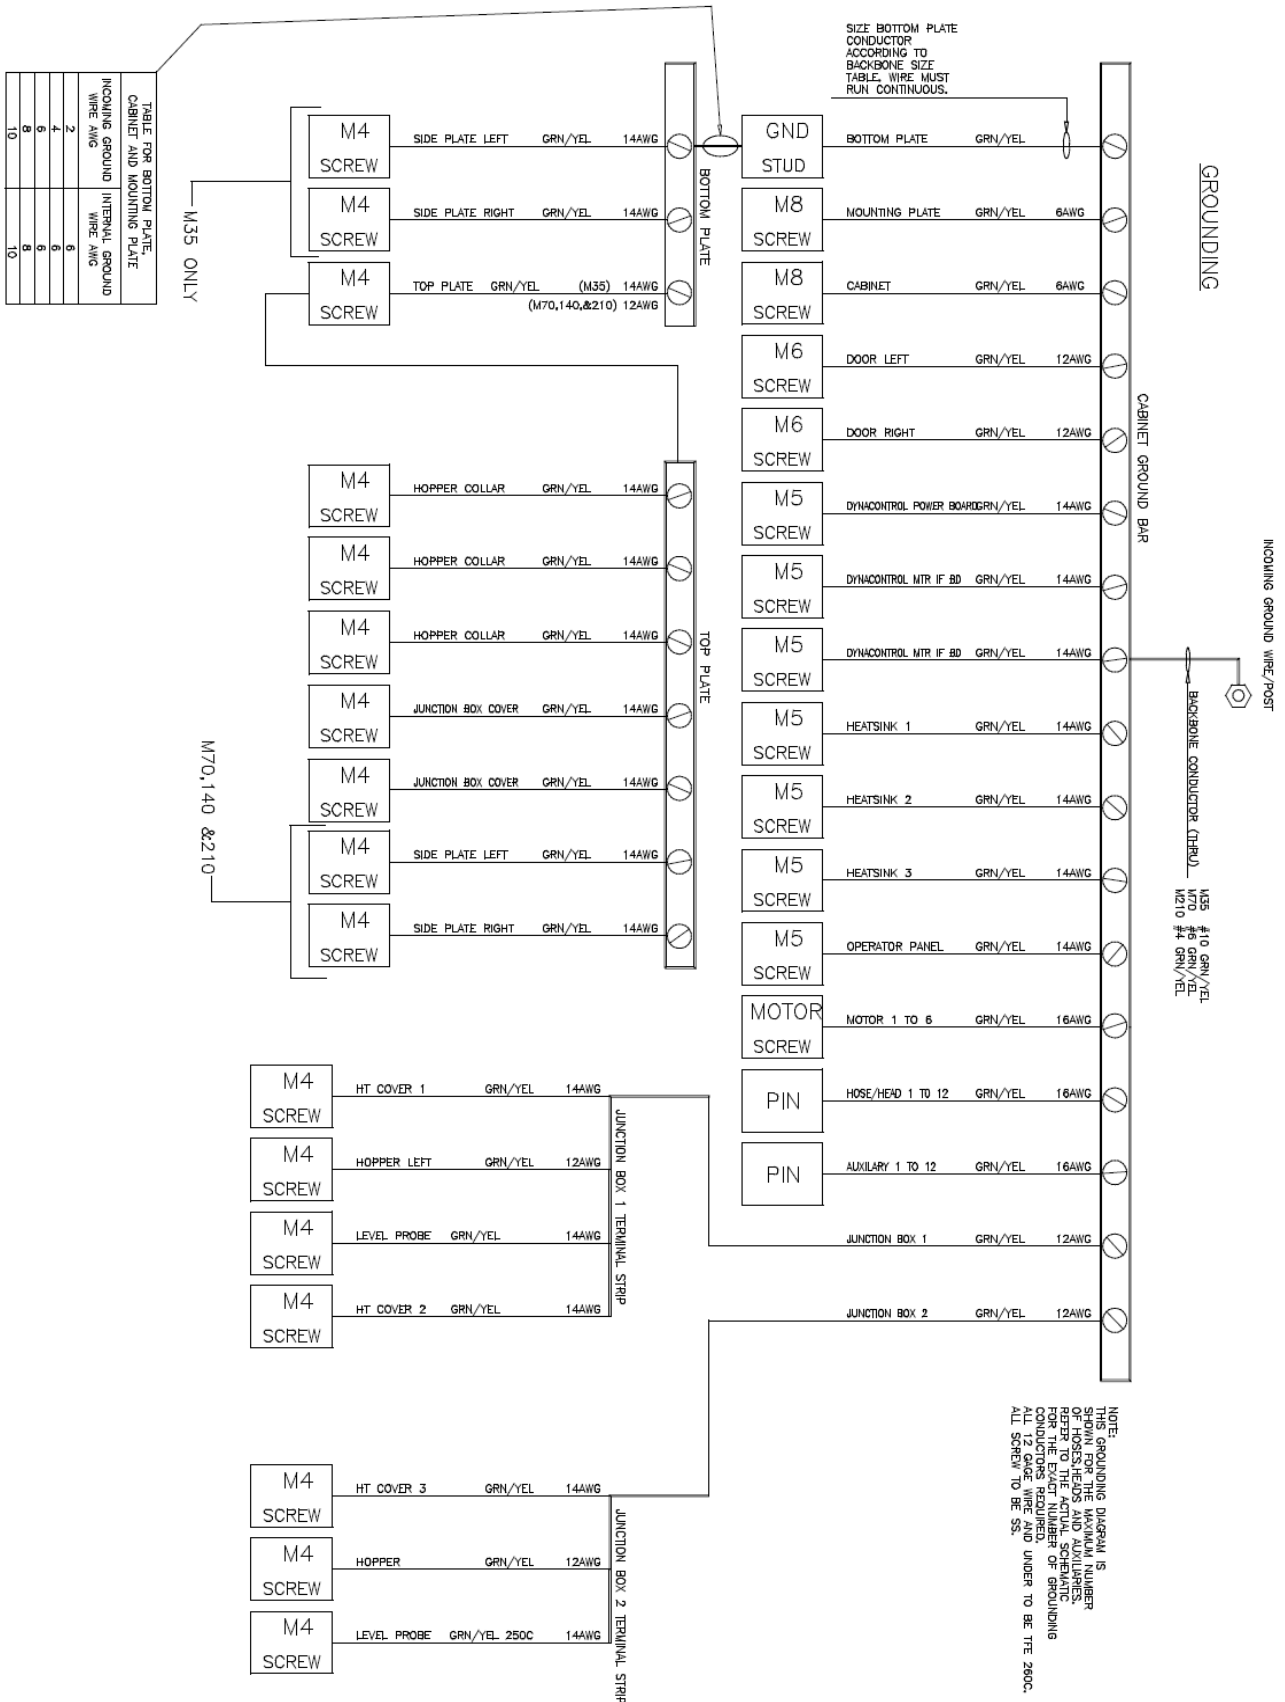 SIZE BOTTOM PLATE
CONDUCTOR
ACCORDING TO
BACKBONE SIZE
TABLE. WIRE MUST
RUN CONTINUOUS.
GROUNDING
CABINET GROUND BAR
INCOMING GROUND WIRE/POST
BACKBONE CONDUCTOR (THRU)
M35 #10 GRN/YEL
M70 #6 GRN/YEL
M210 #4 GRN/YEL
GND STUD BOTTOM PLATE GRN/YEL
M8 SCREW MOUNTING PLATE GRN/YEL 6AWG
M8 SCREW CABINET GRN/YEL 6AWG
M6 SCREW DOOR LEFT GRN/YEL 12AWG
M6 SCREW DOOR RIGHT GRN/YEL 12AWG
M5 SCREW DYNACONTROL POWER BOARD GRN/YEL 14AWG
M5 SCREW DYNACONTROL MTR IF BD GRN/YEL 14AWG
M5 SCREW DYNACONTROL MTR IF BD GRN/YEL 14AWG
M5 SCREW HEATSINK 1 GRN/YEL 14AWG
M5 SCREW HEATSINK 2 GRN/YEL 14AWG
M5 SCREW HEATSINK 3 GRN/YEL 14AWG
M5 SCREW OPERATOR PANEL GRN/YEL 14AWG
MOTOR SCREW MOTOR 1 TO 6 GRN/YEL 16AWG
PIN HOSE/HEAD 1 TO 12 GRN/YEL 16AWG
PIN AUXILARY 1 TO 12 GRN/YEL 16AWG
JUNCTION BOX 1 GRN/YEL 12AWG
JUNCTION BOX 2 GRN/YEL 12AWG
TABLE FOR BOTTOM PLATE,
CABINET AND MOUNTING PLATE
INCOMING GROUND WIRE AWG INTERNAL GROUND WIRE AWG
2 6
4 6
6 6
8 8
10 10
M35 ONLY
BOTTOM PLATE
M4 SCREW SIDE PLATE LEFT GRN/YEL 14AWG
M4 SCREW SIDE PLATE RIGHT GRN/YEL 14AWG
M4 SCREW TOP PLATE GRN/YEL (M35) 14AWG
(M70,140,&210) 12AWG
TOP PLATE
M4 SCREW HOPPER COLLAR GRN/YEL 14AWG
M4 SCREW HOPPER COLLAR GRN/YEL 14AWG
M4 SCREW HOPPER COLLAR GRN/YEL 14AWG
M4 SCREW JUNCTION BOX COVER GRN/YEL 14AWG
M4 SCREW JUNCTION BOX COVER GRN/YEL 14AWG
M4 SCREW SIDE PLATE LEFT GRN/YEL 14AWG
M4 SCREW SIDE PLATE RIGHT GRN/YEL 14AWG
M70,140 &210
JUNCTION BOX 1 TERMINAL STRIP
M4 SCREW HT COVER 1 GRN/YEL 14AWG
M4 SCREW HOPPER LEFT GRN/YEL 12AWG
M4 SCREW LEVEL PROBE GRN/YEL 14AWG
M4 SCREW HT COVER 2 GRN/YEL 14AWG
JUNCTION BOX 2 TERMINAL STRIP
M4 SCREW HT COVER 3 GRN/YEL 14AWG
M4 SCREW HOPPER GRN/YEL 12AWG
M4 SCREW LEVEL PROBE GRN/YEL 250C 14AWG
NOTE:
THIS GROUNDING DIAGRAM IS
SHOWN FOR THE MAXIMUM NUMBER
OF HOSES,HEADS AND AUXILIARIES.
REFER TO THE ACTUAL SCHEMATIC
FOR THE EXACT NUMBER OF GROUNDING
CONDUCTORS REQUIRED.
ALL 12 GAGE WIRE AND UNDER TO BE TFE 260C.
ALL SCREW TO BE SS.